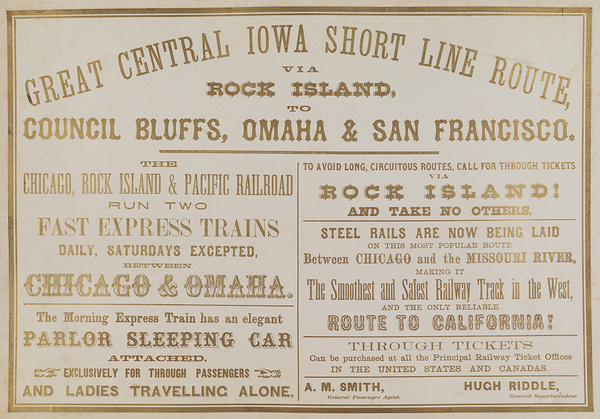 GREAT CENTRAL IOWA SHORT LINE ROUTE,
VIA
ROCK ISLAND,
TO
COUNCIL BLUFFS, OMAHA & SAN FRANCISCO.
THE
CHICAGO, ROCK ISLAND & PACIFIC RAILROAD
RUN TWO
FAST EXPRESS TRAINS
DAILY, SATURDAYS EXCEPTED,
BETWEEN
CHICAGO & OMAHA.
The Morning Express Train has an elegant
PARLOR SLEEPING CAR
ATTACHED,
EXCLUSIVELY FOR THROUGH PASSENGERS
AND LADIES TRAVELLING ALONE.
TO AVOID LONG, CIRCUITOUS ROUTES, CALL FOR THROUGH TICKETS
VIA
ROCK ISLAND!
AND TAKE NO OTHERS.
STEEL RAILS ARE NOW BEING LAID
ON THIS MOST POPULAR ROUTE
Between CHICAGO and the MISSOURI RIVER,
MAKING IT
The Smoothest and Safest Railway Track in the West,
AND THE ONLY RELIABLE
ROUTE TO CALIFORNIA!
THROUGH TICKETS
Can be purchased at all the Principal Railway Ticket Offices
IN THE UNITED STATES AND CANADAS.
A. M. SMITH,
General Passenger Agent.
HUGH RIDDLE,
General Superintendent.